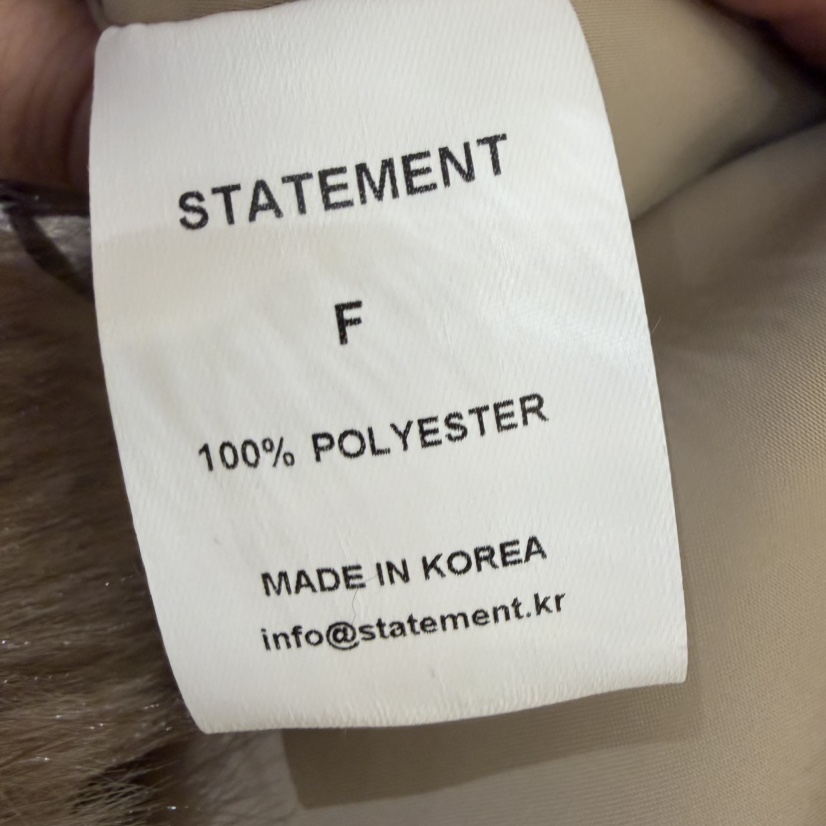 STATEMENT
F
100% POLYESTER
MADE IN KOREA
info@statement.kr